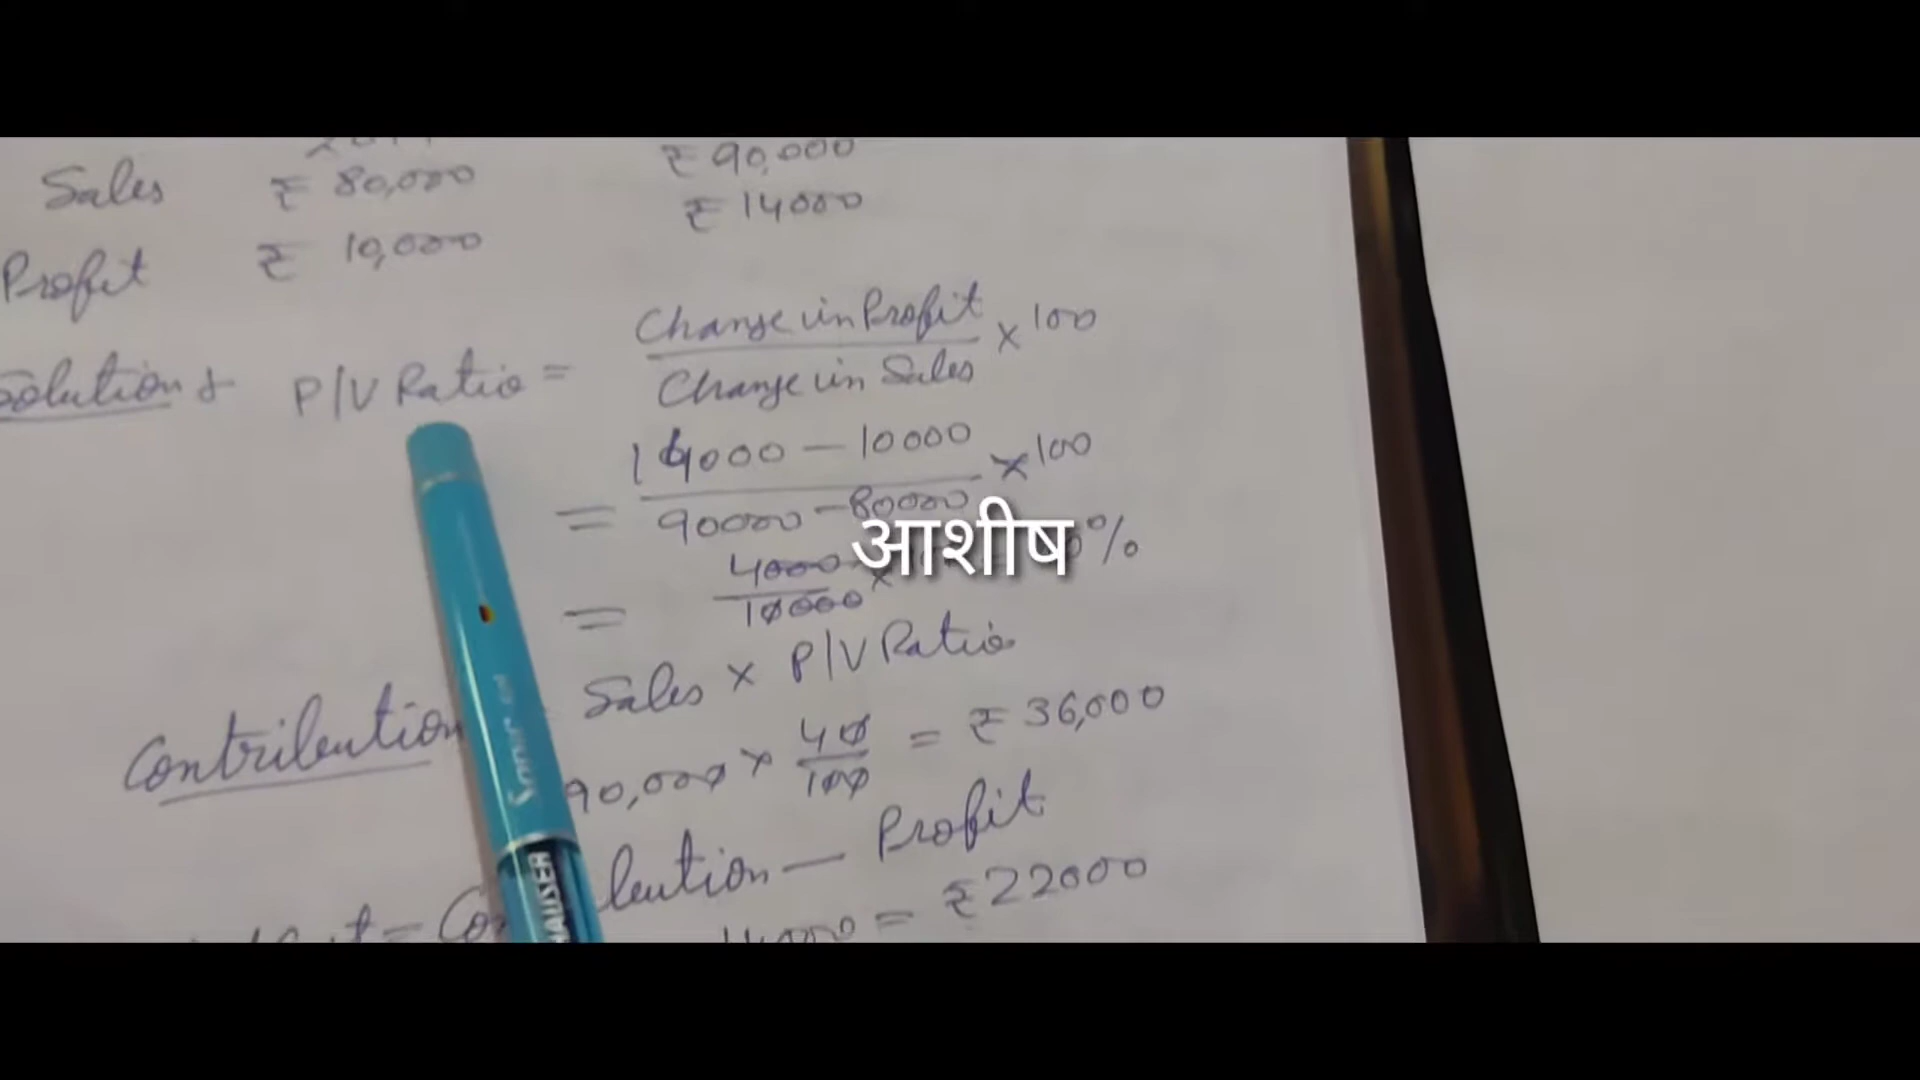 ₹ 90,000
Sales ₹ 80,000
₹ 14000
Profit ₹ 10,000
Change in Profit
Solution P/V Ratio = × 100
Change in Sales
14000 — 10000
= × 100
90000 — 80000
आशीष
4000
= × %
10000
Contribution Sales × P/V Ratio
90,000 × 40/100 = ₹ 36,000
— Profit
= ₹ 22000